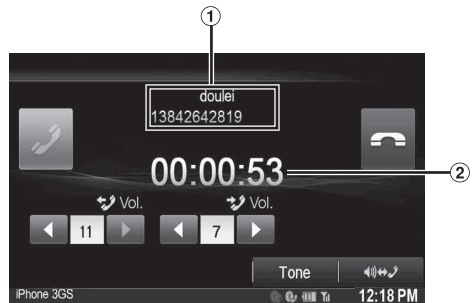 1
doulei
13842642819
00:00:53
2
Vol. Vol.
11 7
Tone
iPhone 3GS 12:18 PM